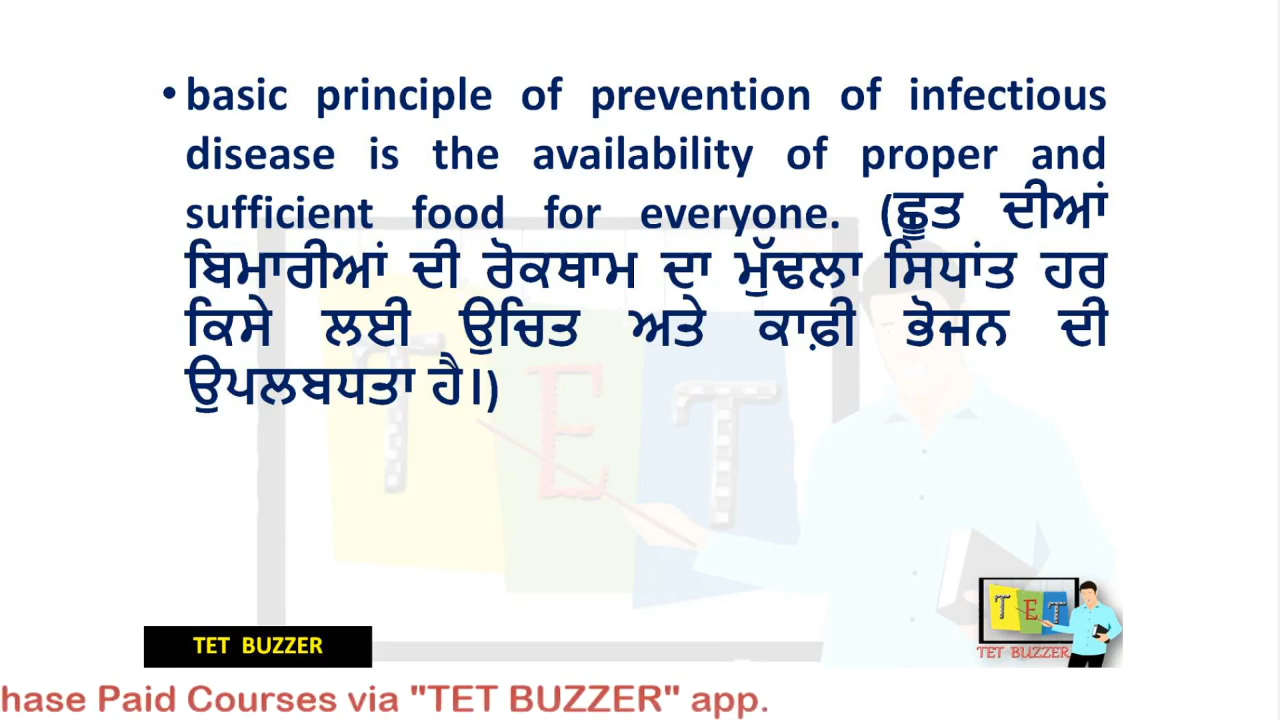 • basic principle of prevention of infectious
disease is the availability of proper and
sufficient food for everyone. (ਛੂਤ ਦੀਆਂ
ਬਿਮਾਰੀਆਂ ਦੀ ਰੋਕਥਾਮ ਦਾ ਮੁੱਢਲਾ ਸਿਧਾਂਤ ਹਰ
ਕਿਸੇ ਲਈ ਉਚਿਤ ਅਤੇ ਕਾਫ਼ੀ ਭੋਜਨ ਦੀ
ਉਪਲਬਧਤਾ ਹੈ।)
T E T
T E T
TET BUZZER
TET BUZZER
hase Paid Courses via "TET BUZZER" app.